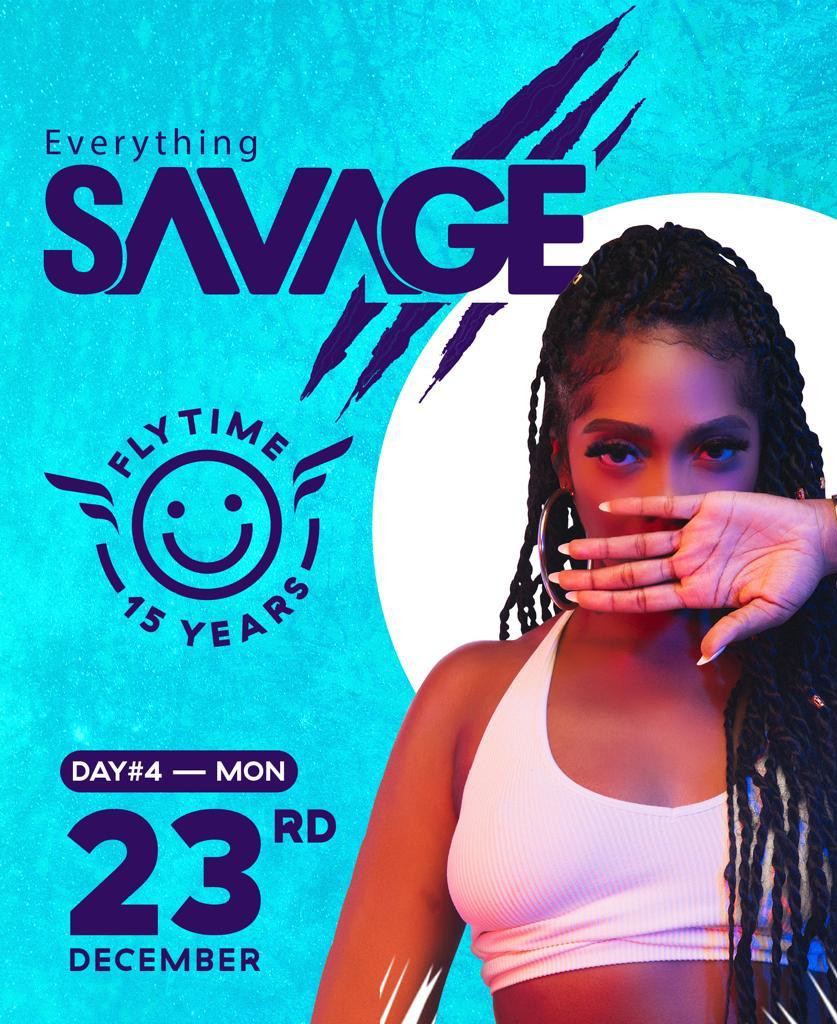 Everything
SAVAGE
FLYTIME
15 YEARS
DAY#4 — MON
23RD
DECEMBER